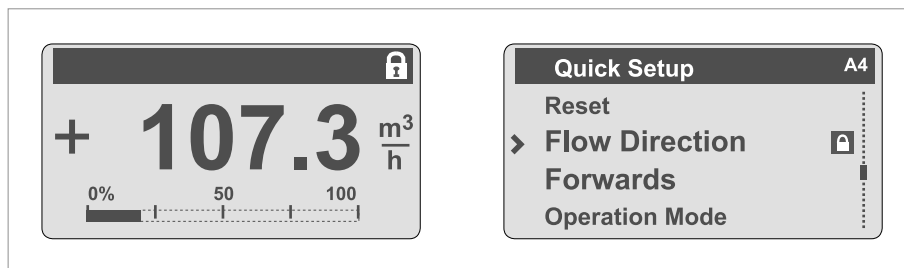 + 107.3 m³/h
0% 50 100
Quick Setup A4
Reset
Flow Direction
Forwards
Operation Mode